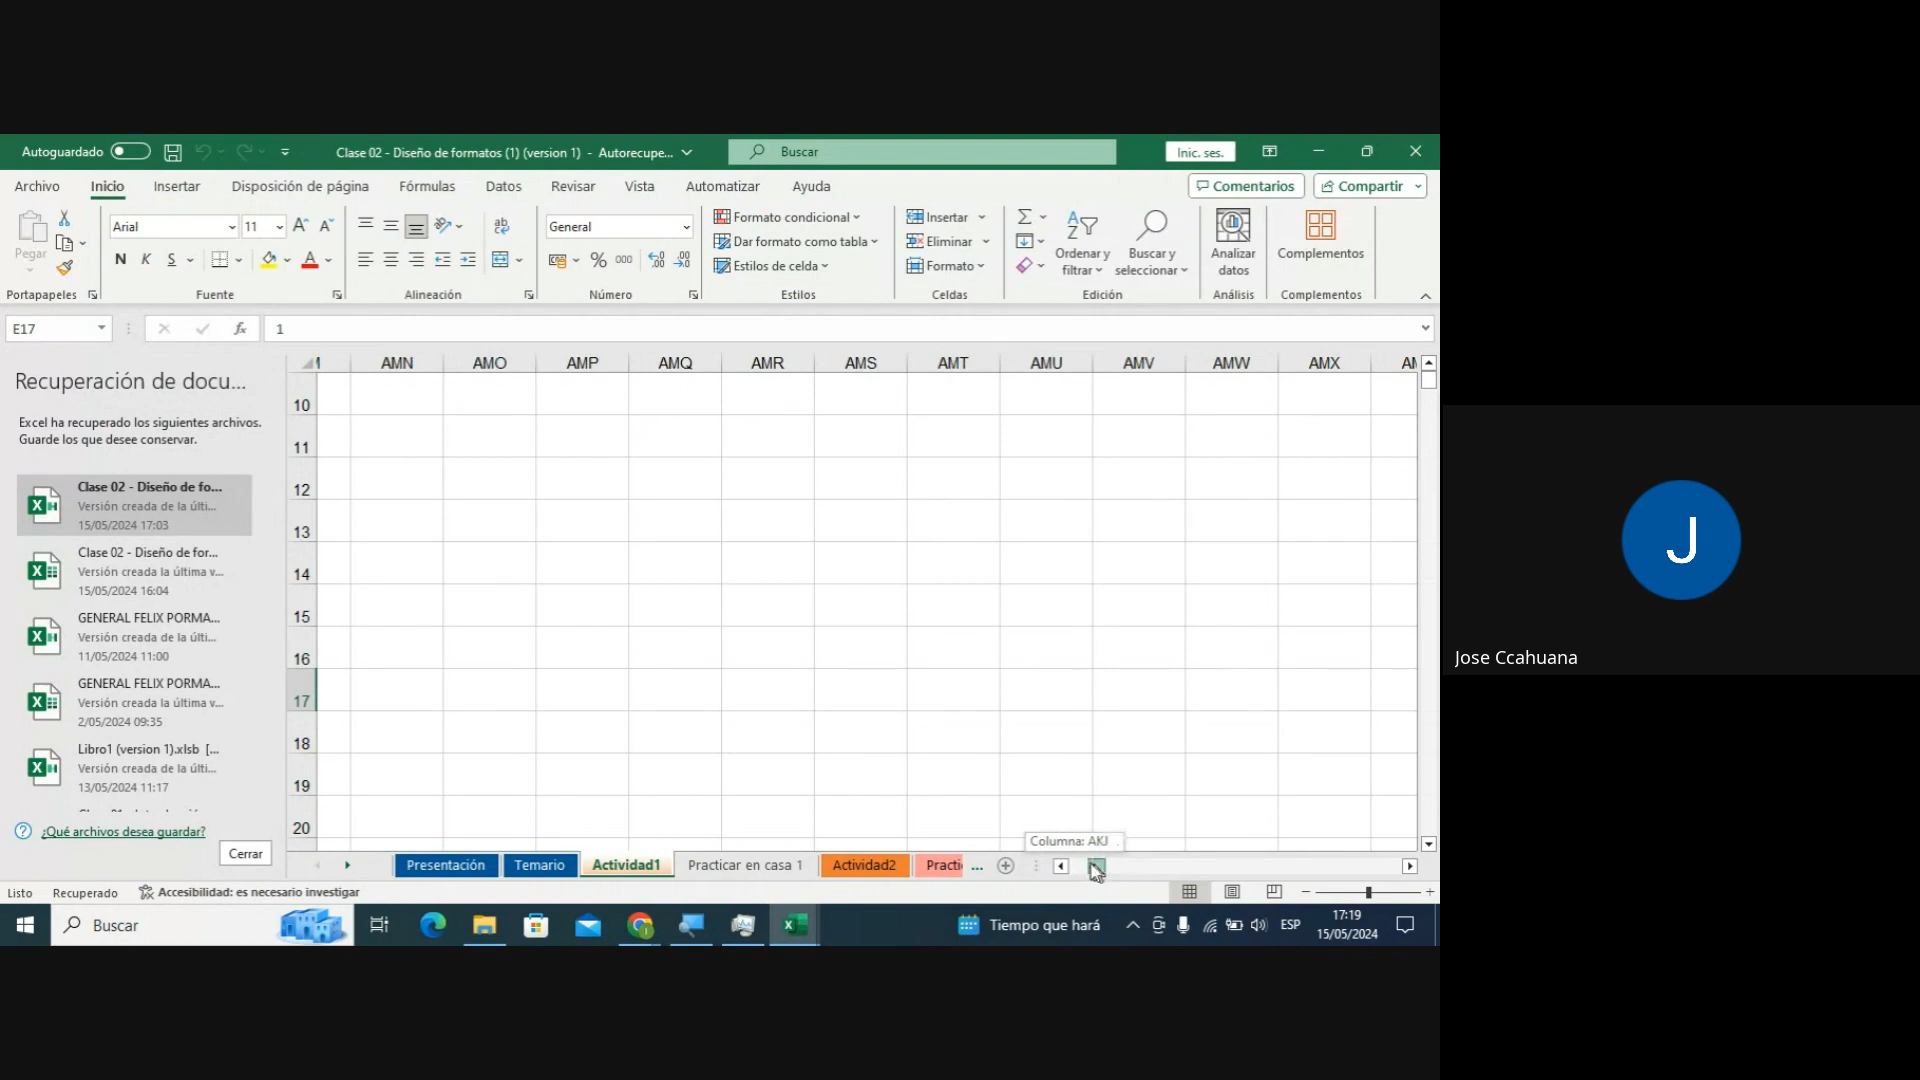 Autoguardado
Clase 02 - Diseño de formatos (1) (version 1) - Autorecupe...
Buscar
Inic. ses.
Archivo Inicio Insertar Disposición de página Fórmulas Datos Revisar Vista Automatizar Ayuda
Comentarios Compartir
Pegar
Portapapeles
Arial 11
N K S
Fuente
Alineación
General
% 000
Número
Formato condicional
Dar formato como tabla
Estilos de celda
Estilos
Insertar
Eliminar
Formato
Celdas
Ordenar y
filtrar
Buscar y
seleccionar
Edición
Analizar
datos
Análisis
Complementos
Complementos
E17 fx 1
Recuperación de docu...
Excel ha recuperado los siguientes archivos.
Guarde los que desee conservar.
Clase 02 - Diseño de fo...
Versión creada de la últi...
15/05/2024 17:03
Clase 02 - Diseño de for...
Versión creada la última v...
15/05/2024 16:04
GENERAL FELIX PORMA...
Versión creada de la últi...
11/05/2024 11:00
GENERAL FELIX PORMA...
Versión creada la última v...
2/05/2024 09:35
Libro1 (version 1).xlsb [...
Versión creada de la últi...
13/05/2024 11:17
¿Qué archivos desea guardar?
Cerrar
AMN AMO AMP AMQ AMR AMS AMT AMU AMV AMW AMX
10
11
12
13
14
15
16
17
18
19
20
Columna: AKJ
Presentación Temario Actividad1 Practicar en casa 1 Actividad2 Practi ...
Listo Recuperado Accesibilidad: es necesario investigar
Buscar
Tiempo que hará
ESP
17:19
15/05/2024
J
Jose Ccahuana